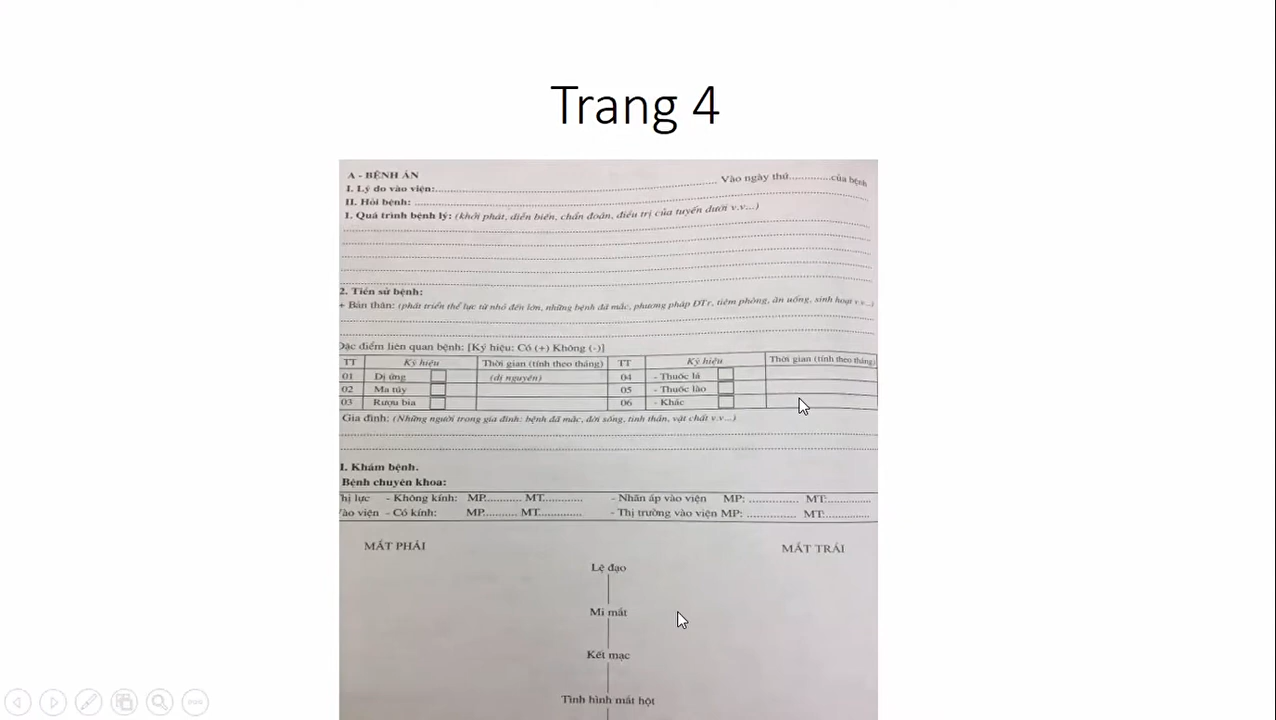 Trang 4
A - BỆNH ÁN
I. Lý do vào viện:........................ Vào ngày thứ..............của bệnh
II. Hỏi bệnh: ........................
1. Quá trình bệnh lý: (khởi phát, diễn biến, chẩn đoán, điều trị của tuyến dưới v.v...)
2. Tiền sử bệnh:
+ Bản thân: (phát triển thể lực từ nhỏ đến lớn, những bệnh đã mắc, phương pháp ĐTr, tiêm phòng, ăn uống, sinh hoạt v.v...)
Đặc điểm liên quan bệnh: [Ký hiệu: Có (+) Không (-)]
TT Ký hiệu Thời gian (tính theo tháng) TT Ký hiệu Thời gian (tính theo tháng)
01 Dị ứng (dị nguyên) 04 - Thuốc lá
02 Ma túy 05 - Thuốc lào
03 Rượu bia 06 - Khác
Gia đình: (Những người trong gia đình: bệnh đã mắc, đời sống, tinh thần, vật chất v.v...)
I. Khám bệnh.
Bệnh chuyên khoa:
Thị lực - Không kính: MP........... MT............ - Nhãn áp vào viện MP: .............. MT:.............
vào viện - Có kính: MP.......... MT............. - Thị trường vào viện MP: .............. MT:.............
MẮT PHẢI MẮT TRÁI
Lệ đạo
Mi mắt
Kết mạc
Tình hình mắt hột